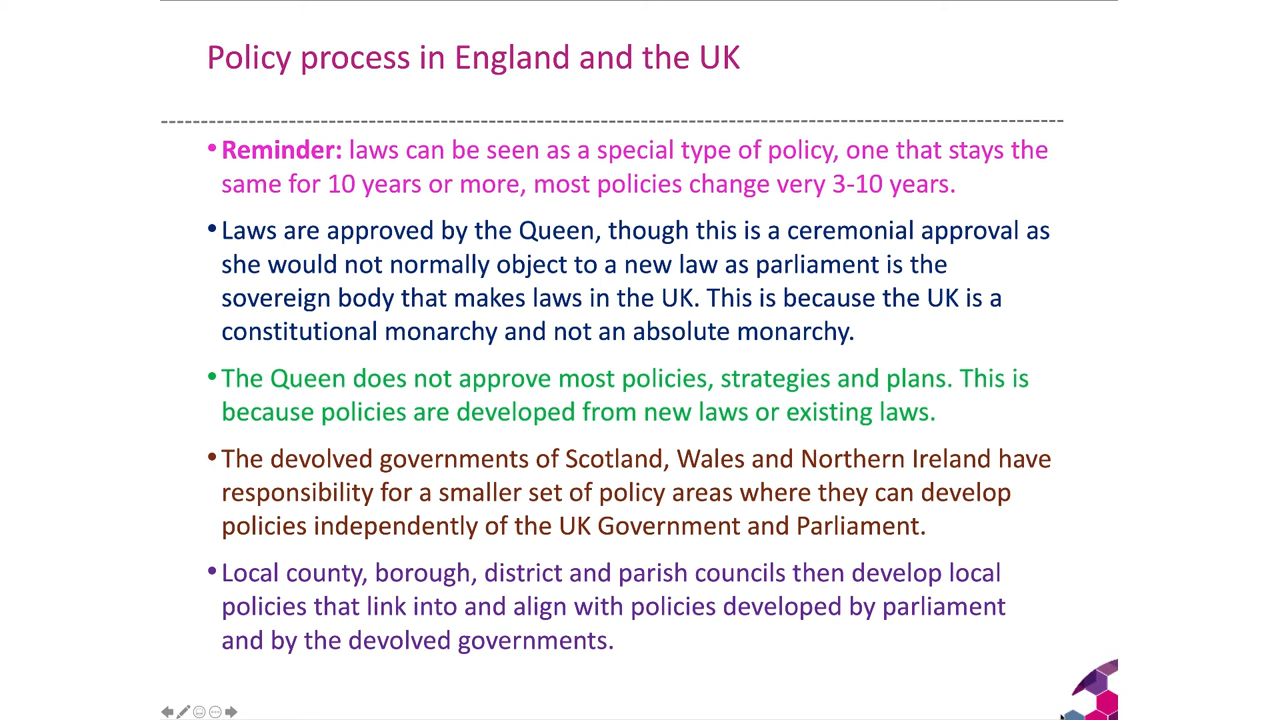 Policy process in England and the UK
•Reminder: laws can be seen as a special type of policy, one that stays the
same for 10 years or more, most policies change very 3-10 years.
•Laws are approved by the Queen, though this is a ceremonial approval as
she would not normally object to a new law as parliament is the
sovereign body that makes laws in the UK. This is because the UK is a
constitutional monarchy and not an absolute monarchy.
•The Queen does not approve most policies, strategies and plans. This is
because policies are developed from new laws or existing laws.
•The devolved governments of Scotland, Wales and Northern Ireland have
responsibility for a smaller set of policy areas where they can develop
policies independently of the UK Government and Parliament.
•Local county, borough, district and parish councils then develop local
policies that link into and align with policies developed by parliament
and by the devolved governments.